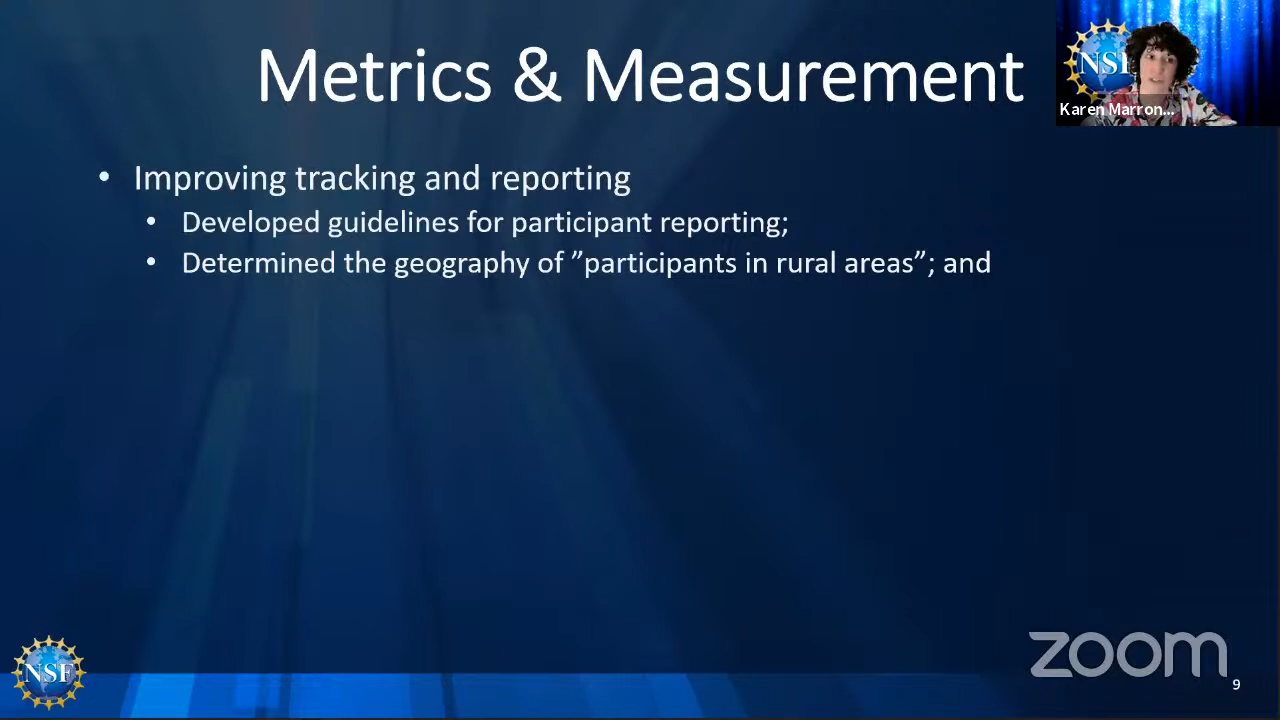 Metrics & Measurement
NSF
Karen Marron...
• Improving tracking and reporting
• Developed guidelines for participant reporting;
• Determined the geography of ”participants in rural areas”; and
NSF
zoom
9